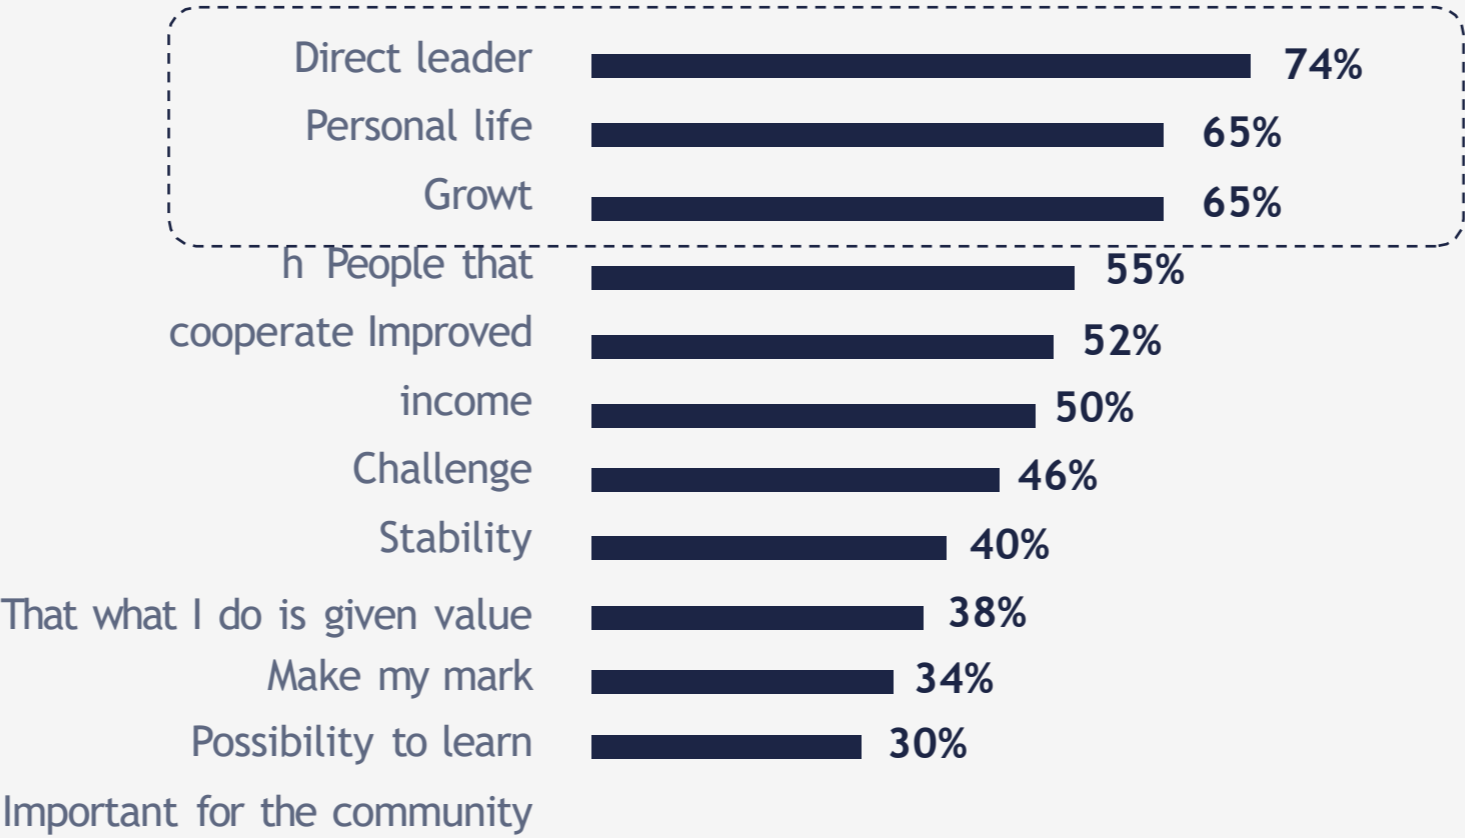 Direct leader 74%
Personal life 65%
Growt 65%
h People that 55%
cooperate Improved 52%
income 50%
Challenge 46%
Stability 40%
That what I do is given value 38%
Make my mark 34%
Possibility to learn 30%
Important for the community